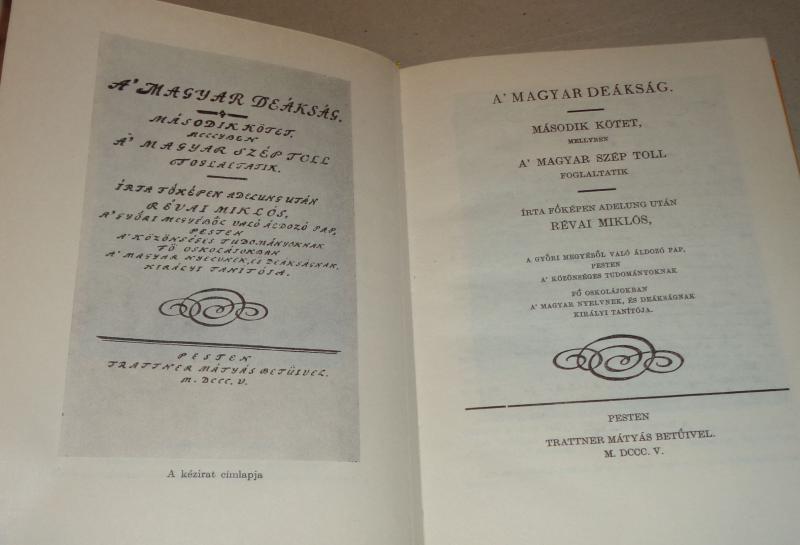 A' MAGYAR DEÁKSÁG.
MÁSODIK KÖTET,
MELLYBEN
A' MAGYAR SZÉP TOLL
FOGLALTATIK.
ÍRTA FŐKÉPEN ADELUNG UTÁN
RÉVAI MIKLÓS,
A' GYŐRI MEGYÉBŐL VALÓ ÁLDOZÓ PAP,
PESTEN
A' KÖZÖNSÉGES TUDOMÁNYOKNAK
FŐ OSKOLÁSOKBAN
A' MAGYAR NYELVNEK, ÉS DEÁKSÁGNAK
KIRÁLYI TANÍTÓJA.
PESTEN
TRATTNER MÁTYÁS BETŰIVEL.
M. DCCC. V.
A kézirat címlapja
A' MAGYAR DEÁKSÁG.
MÁSODIK KÖTET,
MELLYBEN
A' MAGYAR SZÉP TOLL
FOGLALTATIK
ÍRTA FŐKÉPEN ADELUNG UTÁN
RÉVAI MIKLÓS,
A GYŐRI MEGYÉBŐL VALÓ ÁLDOZÓ PAP,
PESTEN
A' KÖZÖNSÉGES TUDOMÁNYOKNAK
FŐ OSKOLÁJOKBAN
A' MAGYAR NYELVNEK, ÉS DEÁKSÁGNAK
KIRÁLYI TANÍTÓJA.
PESTEN
TRATTNER MÁTYÁS BETŰIVEL.
M. DCCC. V.